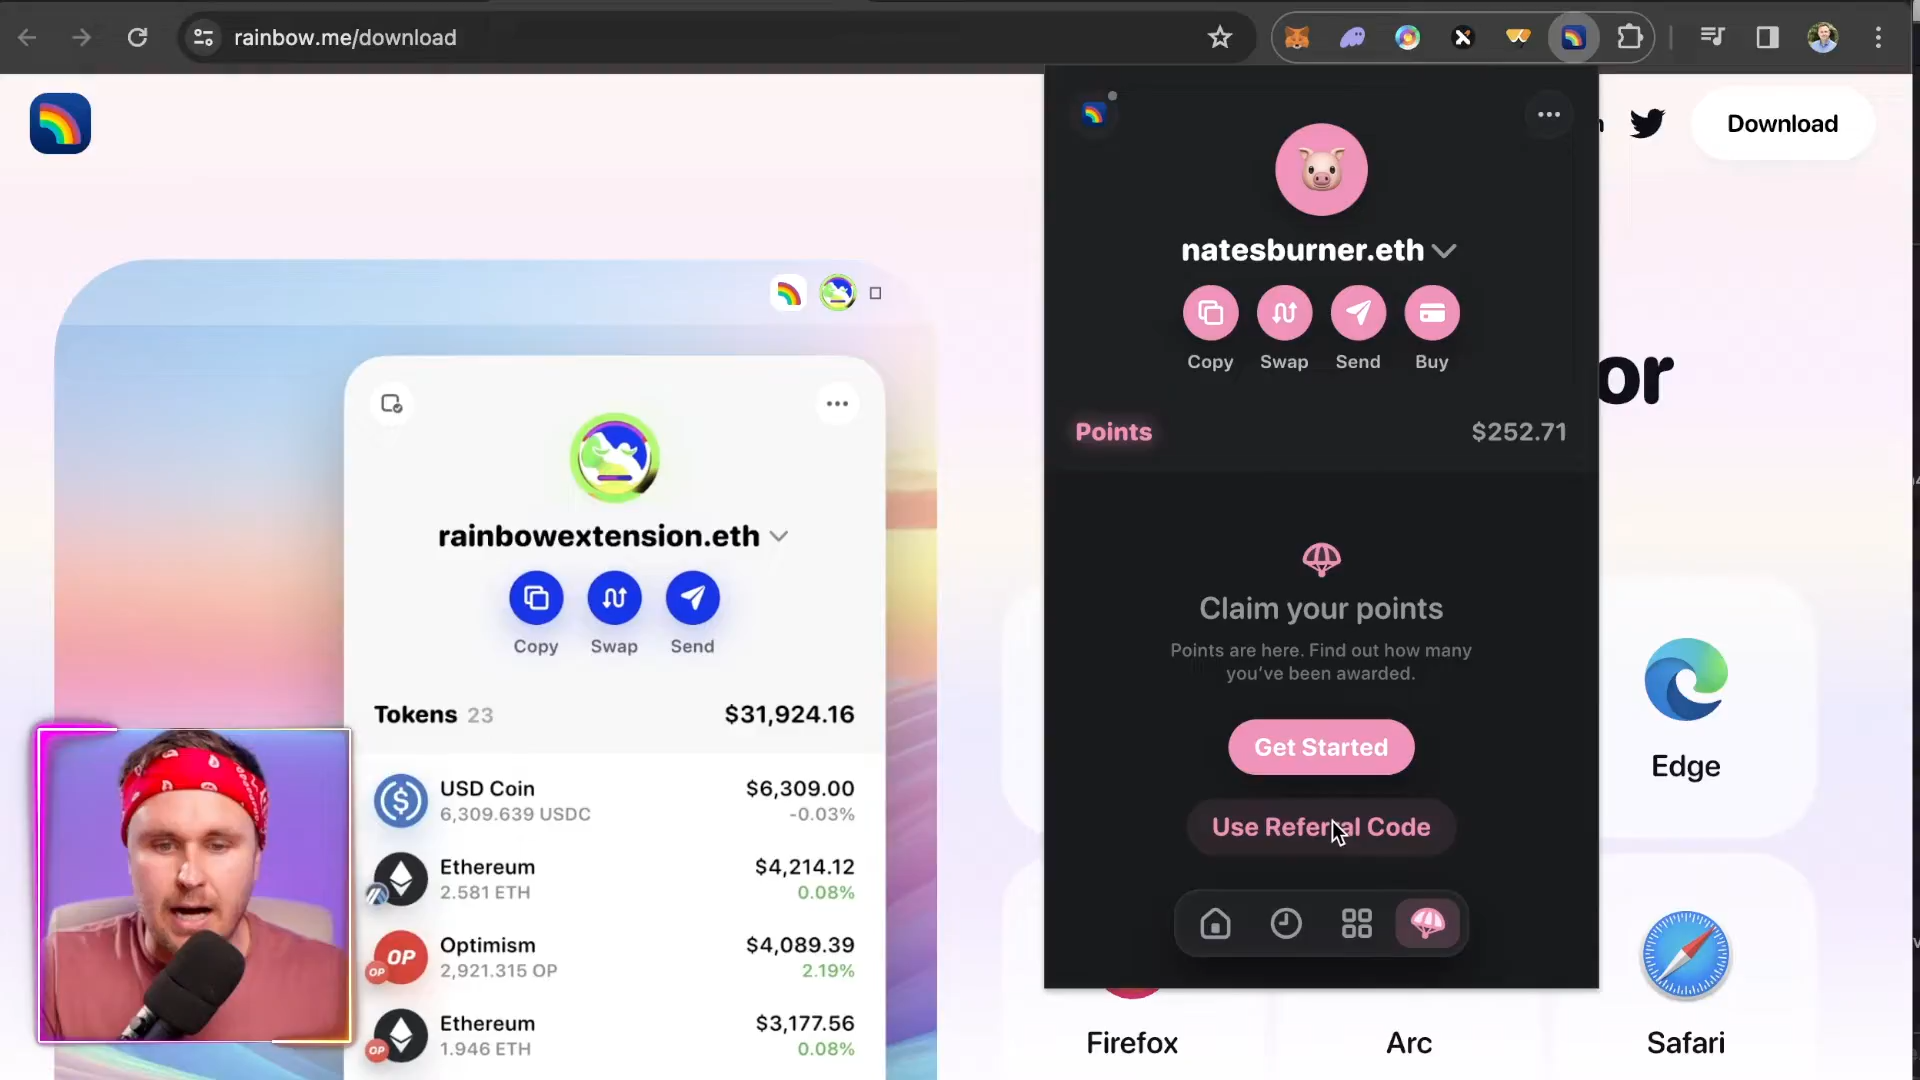 rainbow.me/download
Download
natesburner.eth
Copy
Swap
Send
Buy
or
Points
$252.71
Claim your points
Points are here. Find out how many
you've been awarded.
Get Started
Use Referral Code
rainbowextension.eth
Copy
Swap
Send
Tokens 23
$31,924.16
USD Coin
$6,309.00
6,309.639 USDC
-0.03%
Ethereum
$4,214.12
2.581 ETH
0.08%
OP
OP
Optimism
$4,089.39
2,921.315 OP
2.19%
OP
Ethereum
$3,177.56
1.946 ETH
0.08%
Edge
Firefox
Arc
Safari